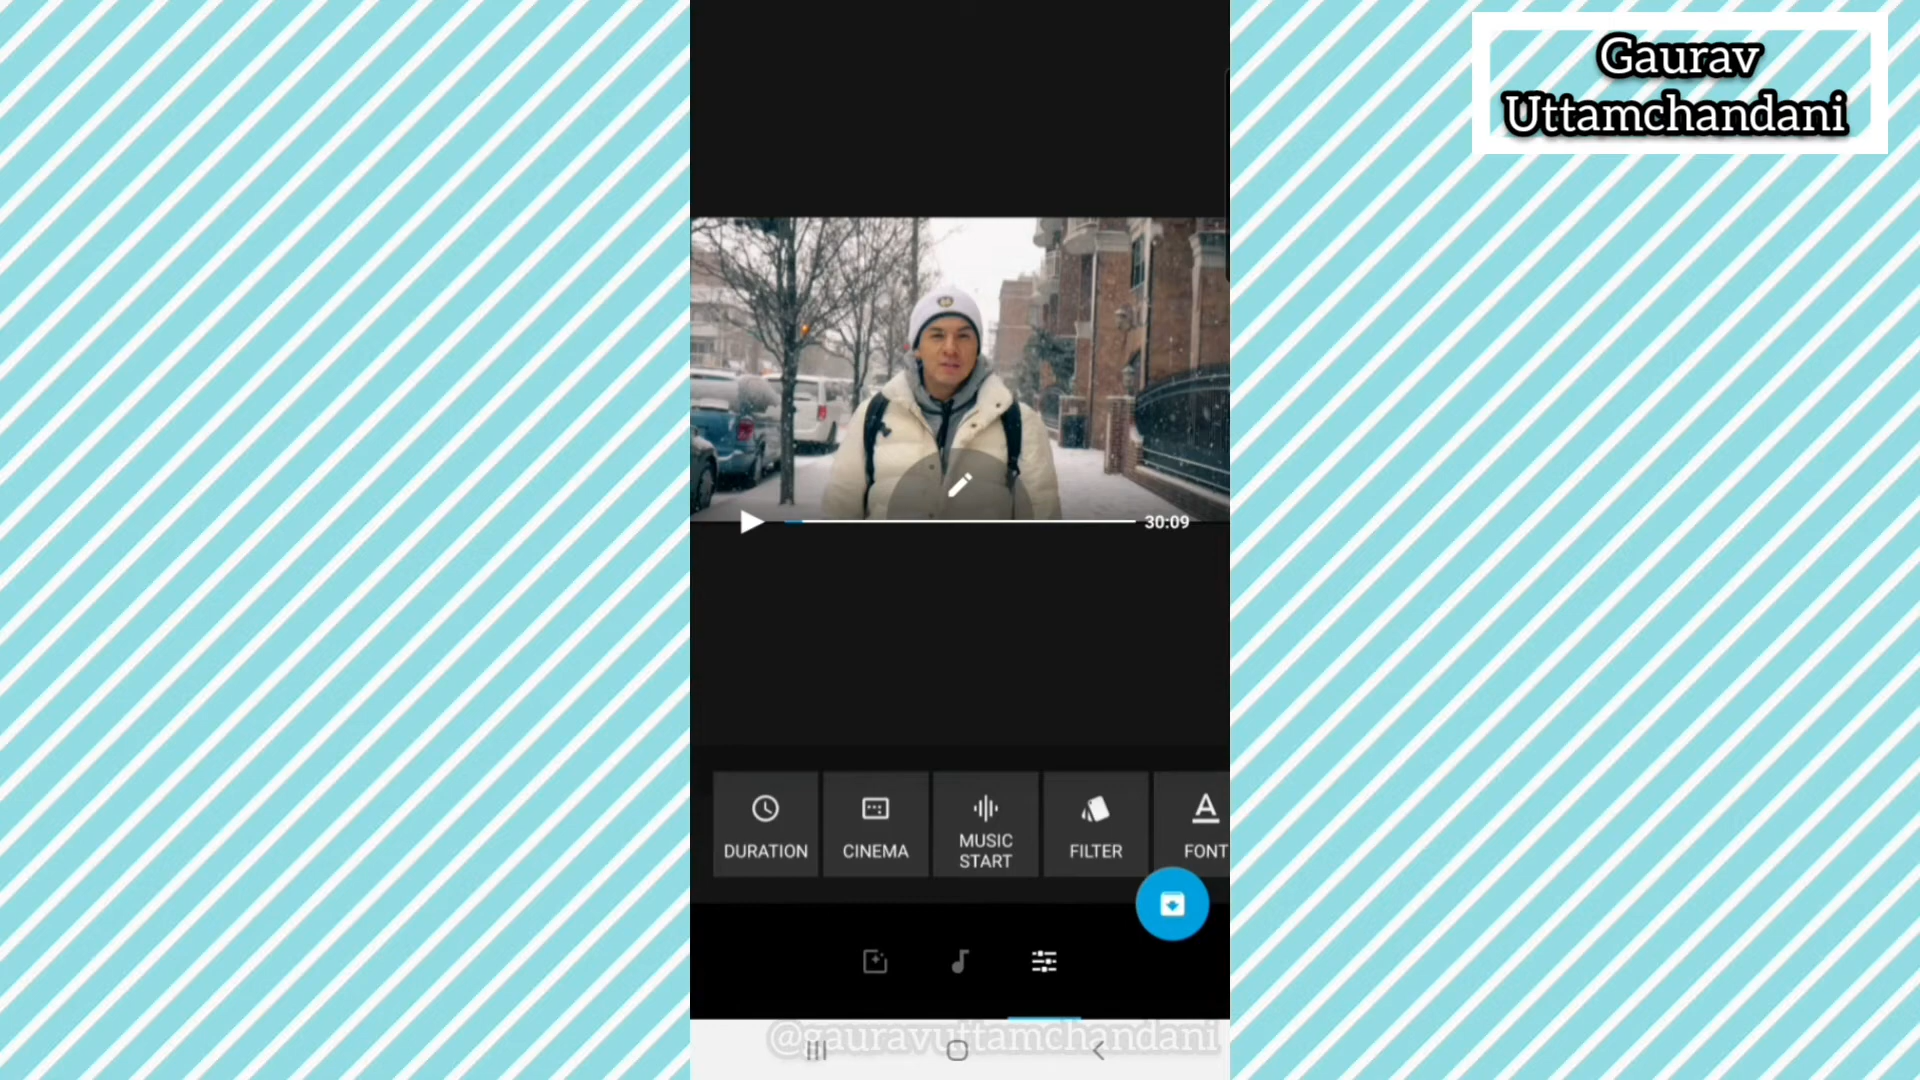 Gaurav
Uttamchandani
30:09
DURATION
CINEMA
MUSIC
START
FILTER
FONT
@gauravuttamchandani